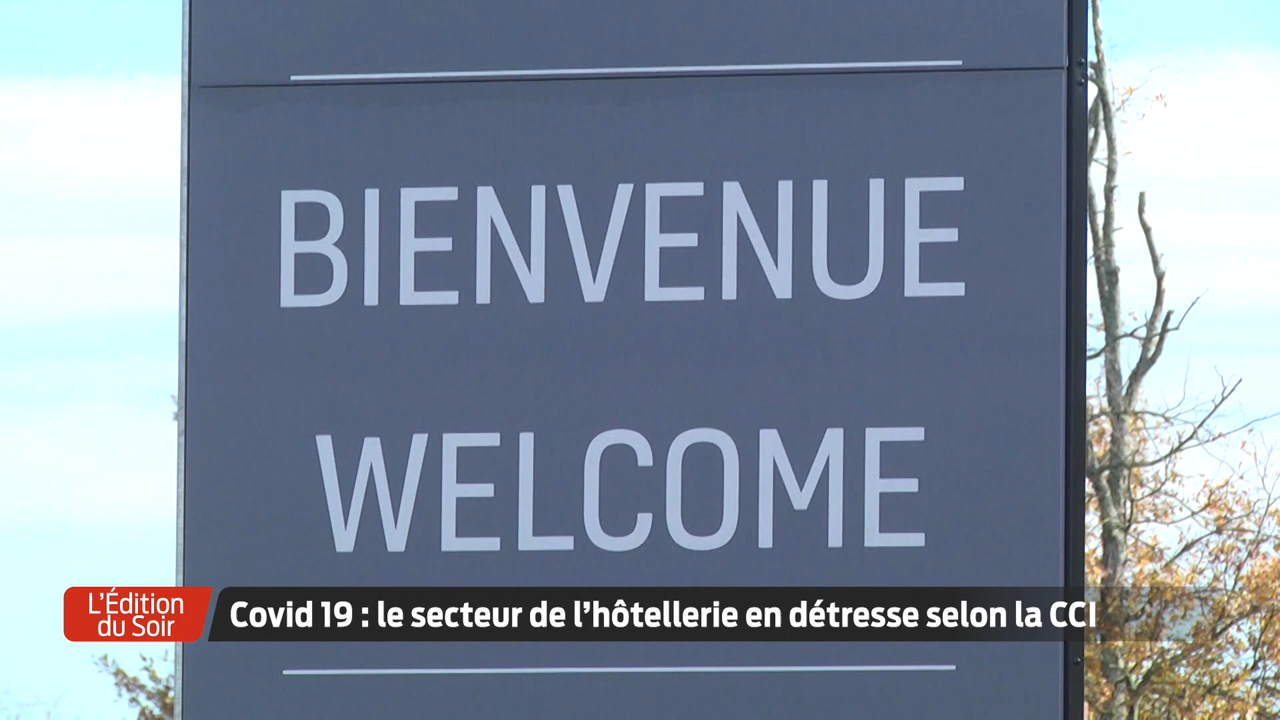 BIENVENUE
WELCOME
L'Édition
du Soir
Covid 19 : le secteur de l'hôtellerie en détresse selon la CCI